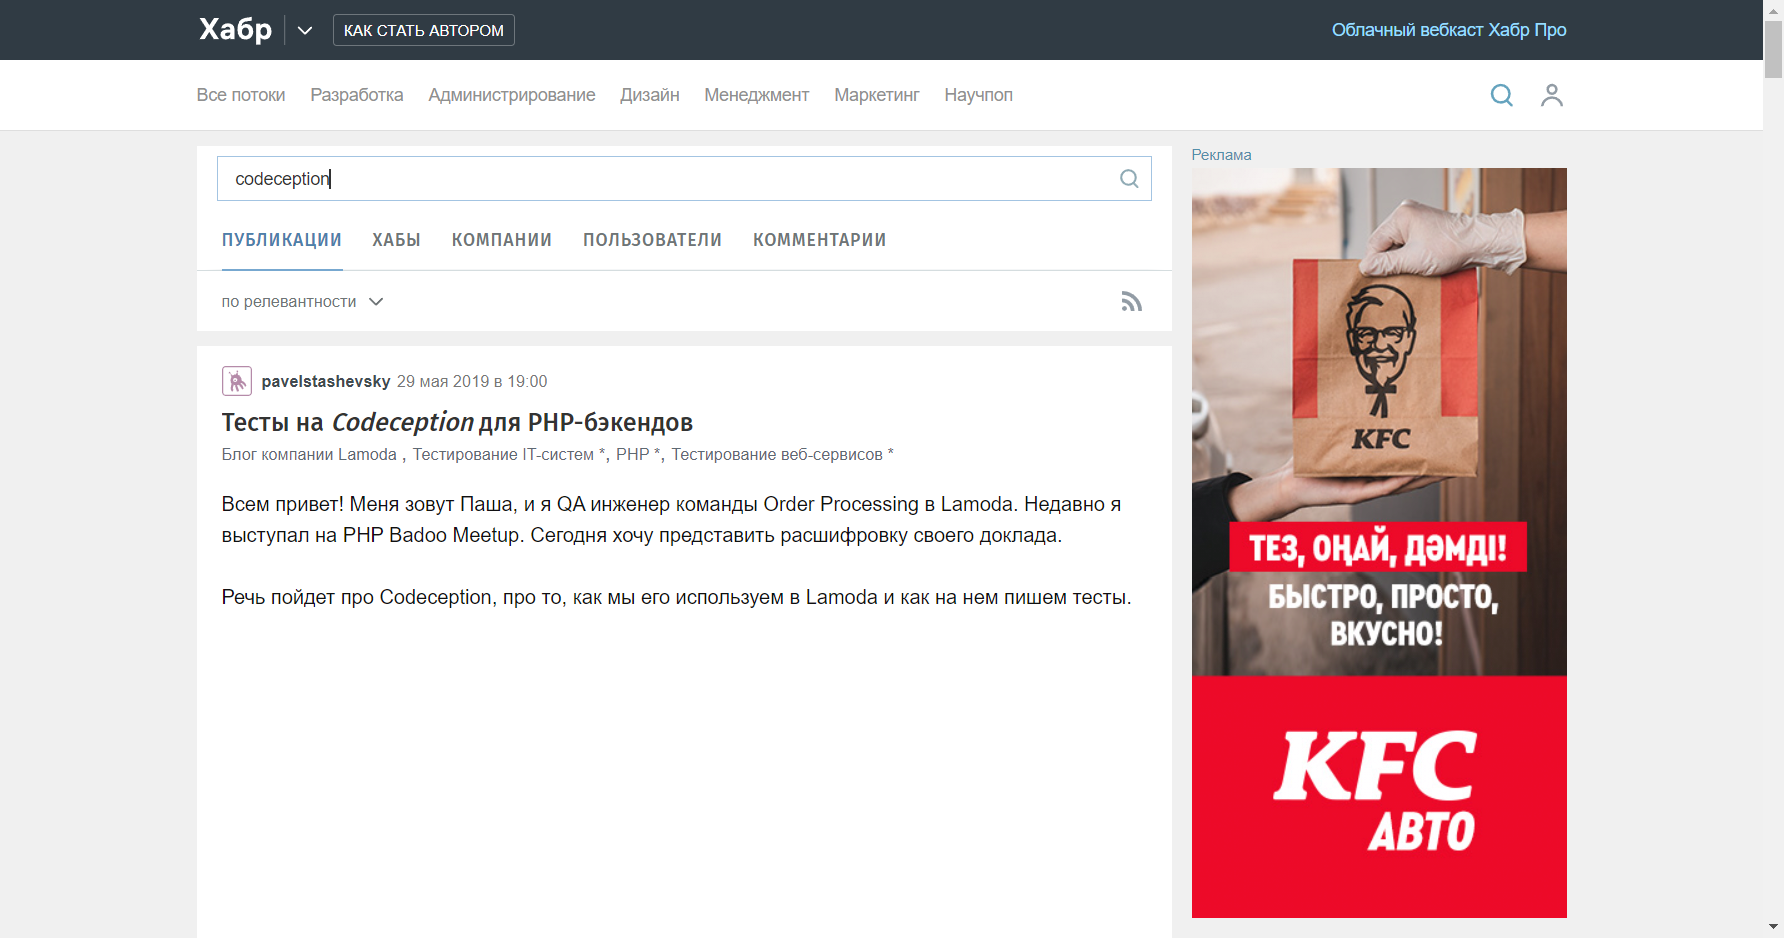 Хабр
КАК СТАТЬ АВТОРОМ
Облачный вебкаст Хабр Про
Все потоки Разработка Администрирование Дизайн Менеджмент Маркетинг Научпоп
codeception
ПУБЛИКАЦИИ ХАБЫ КОМПАНИИ ПОЛЬЗОВАТЕЛИ КОММЕНТАРИИ
по релевантности
pavelstashevsky 29 мая 2019 в 19:00
Тесты на Codeception для PHP-бэкендов
Блог компании Lamoda , Тестирование IT-систем *, PHP *, Тестирование веб-сервисов *
Всем привет! Меня зовут Паша, и я QA инженер команды Order Processing в Lamoda. Недавно я
выступал на PHP Badoo Meetup. Сегодня хочу представить расшифровку своего доклада.
Речь пойдет про Codeception, про то, как мы его используем в Lamoda и как на нем пишем тесты.
Реклама
KFC
ТЕЗ, ОҢАЙ, ДӘМДІ!
БЫСТРО, ПРОСТО,
ВКУСНО!
KFC
АВТО